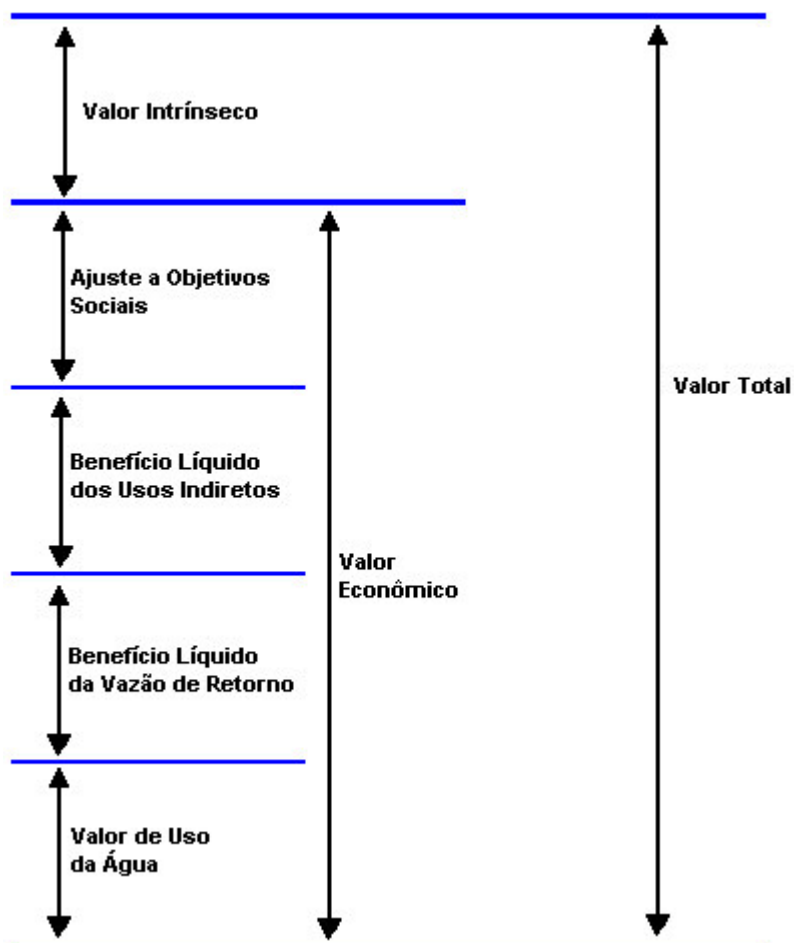 Valor Intrínseco
Ajuste a Objetivos
Sociais
Benefício Líquido
dos Usos Indiretos
Benefício Líquido
da Vazão de Retorno
Valor de Uso
da Água
Valor
Econômico
Valor Total